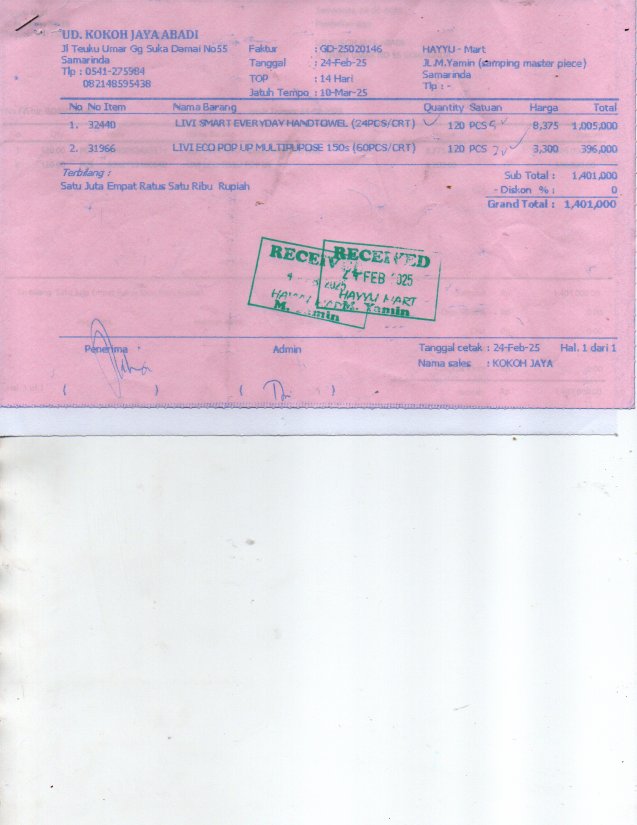 UD. KOKOH JAYA ABADI
Jl Teuku Umar Gg Suka Damai No55
Samarinda
Tlp : 0541-275984
082148595438
Faktur : GD-25020146
Tanggal : 24-Feb-25
TOP : 14 Hari
Jatuh Tempo : 10-Mar-25
HAYYU - Mart
JL.M.Yamin (samping master piece)
Samarinda
Tlp : -
No No Item Nama Barang Quantity Satuan Harga Total
1. 32440 LIVI SMART EVERYDAY HANDTOWEL (24PCS/CRT) 120 PCS 5 8,375 1,005,000
2. 31966 LIVI ECO POP UP MULTIPUPOSE 150s (60PCS/CRT) 120 PCS 2 3,300 396,000
Terbilang :
Satu Juta Empat Ratus Satu Ribu Rupiah
Sub Total : 1,401,000
- Diskon % : 0
Grand Total : 1,401,000
RECEIV
2025
M.
RECEIVED
24 FEB 2025
HAYYU MART
M. Yamin
Penerima
Admin
Tanggal cetak : 24-Feb-25 Hal. 1 dari 1
Nama sales : KOKOH JAYA
( )
( )